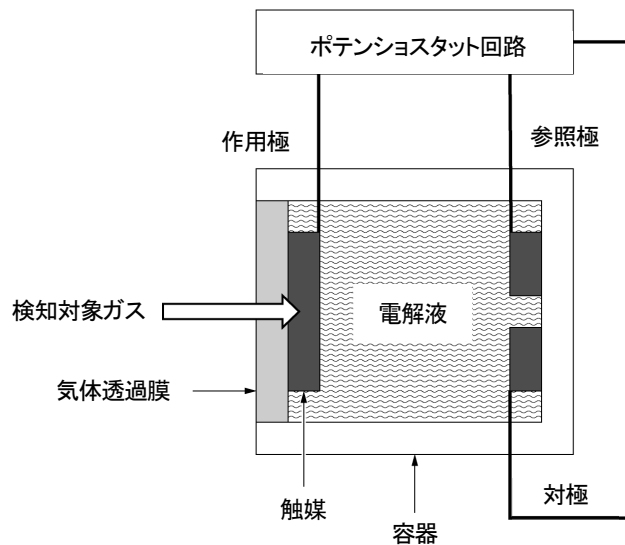 ポテンショスタット回路
作用極
参照極
検知対象ガス
電解液
気体透過膜
触媒
容器
対極